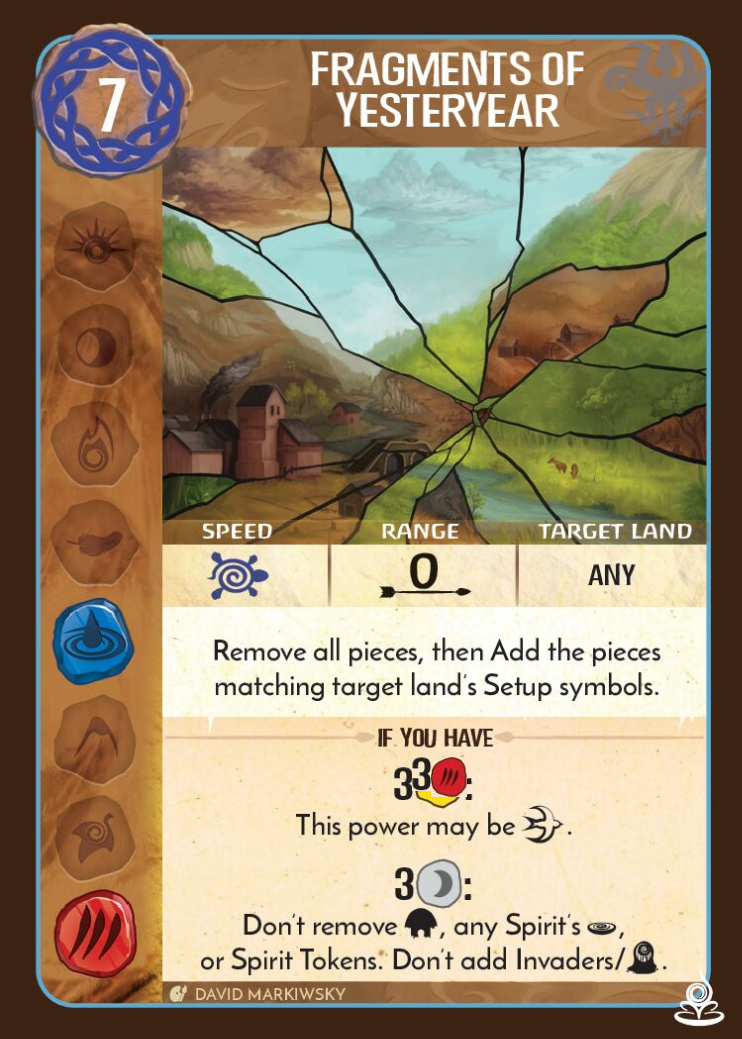 7
FRAGMENTS OF
YESTERYEAR
SPEED RANGE TARGET LAND
0 ANY
Remove all pieces, then Add the pieces
matching target land's Setup symbols.
IF YOU HAVE
33:
This power may be .
3:
Don't remove , any Spirit's ,
or Spirit Tokens. Don't add Invaders/ .
DAVID MARKIWSKY